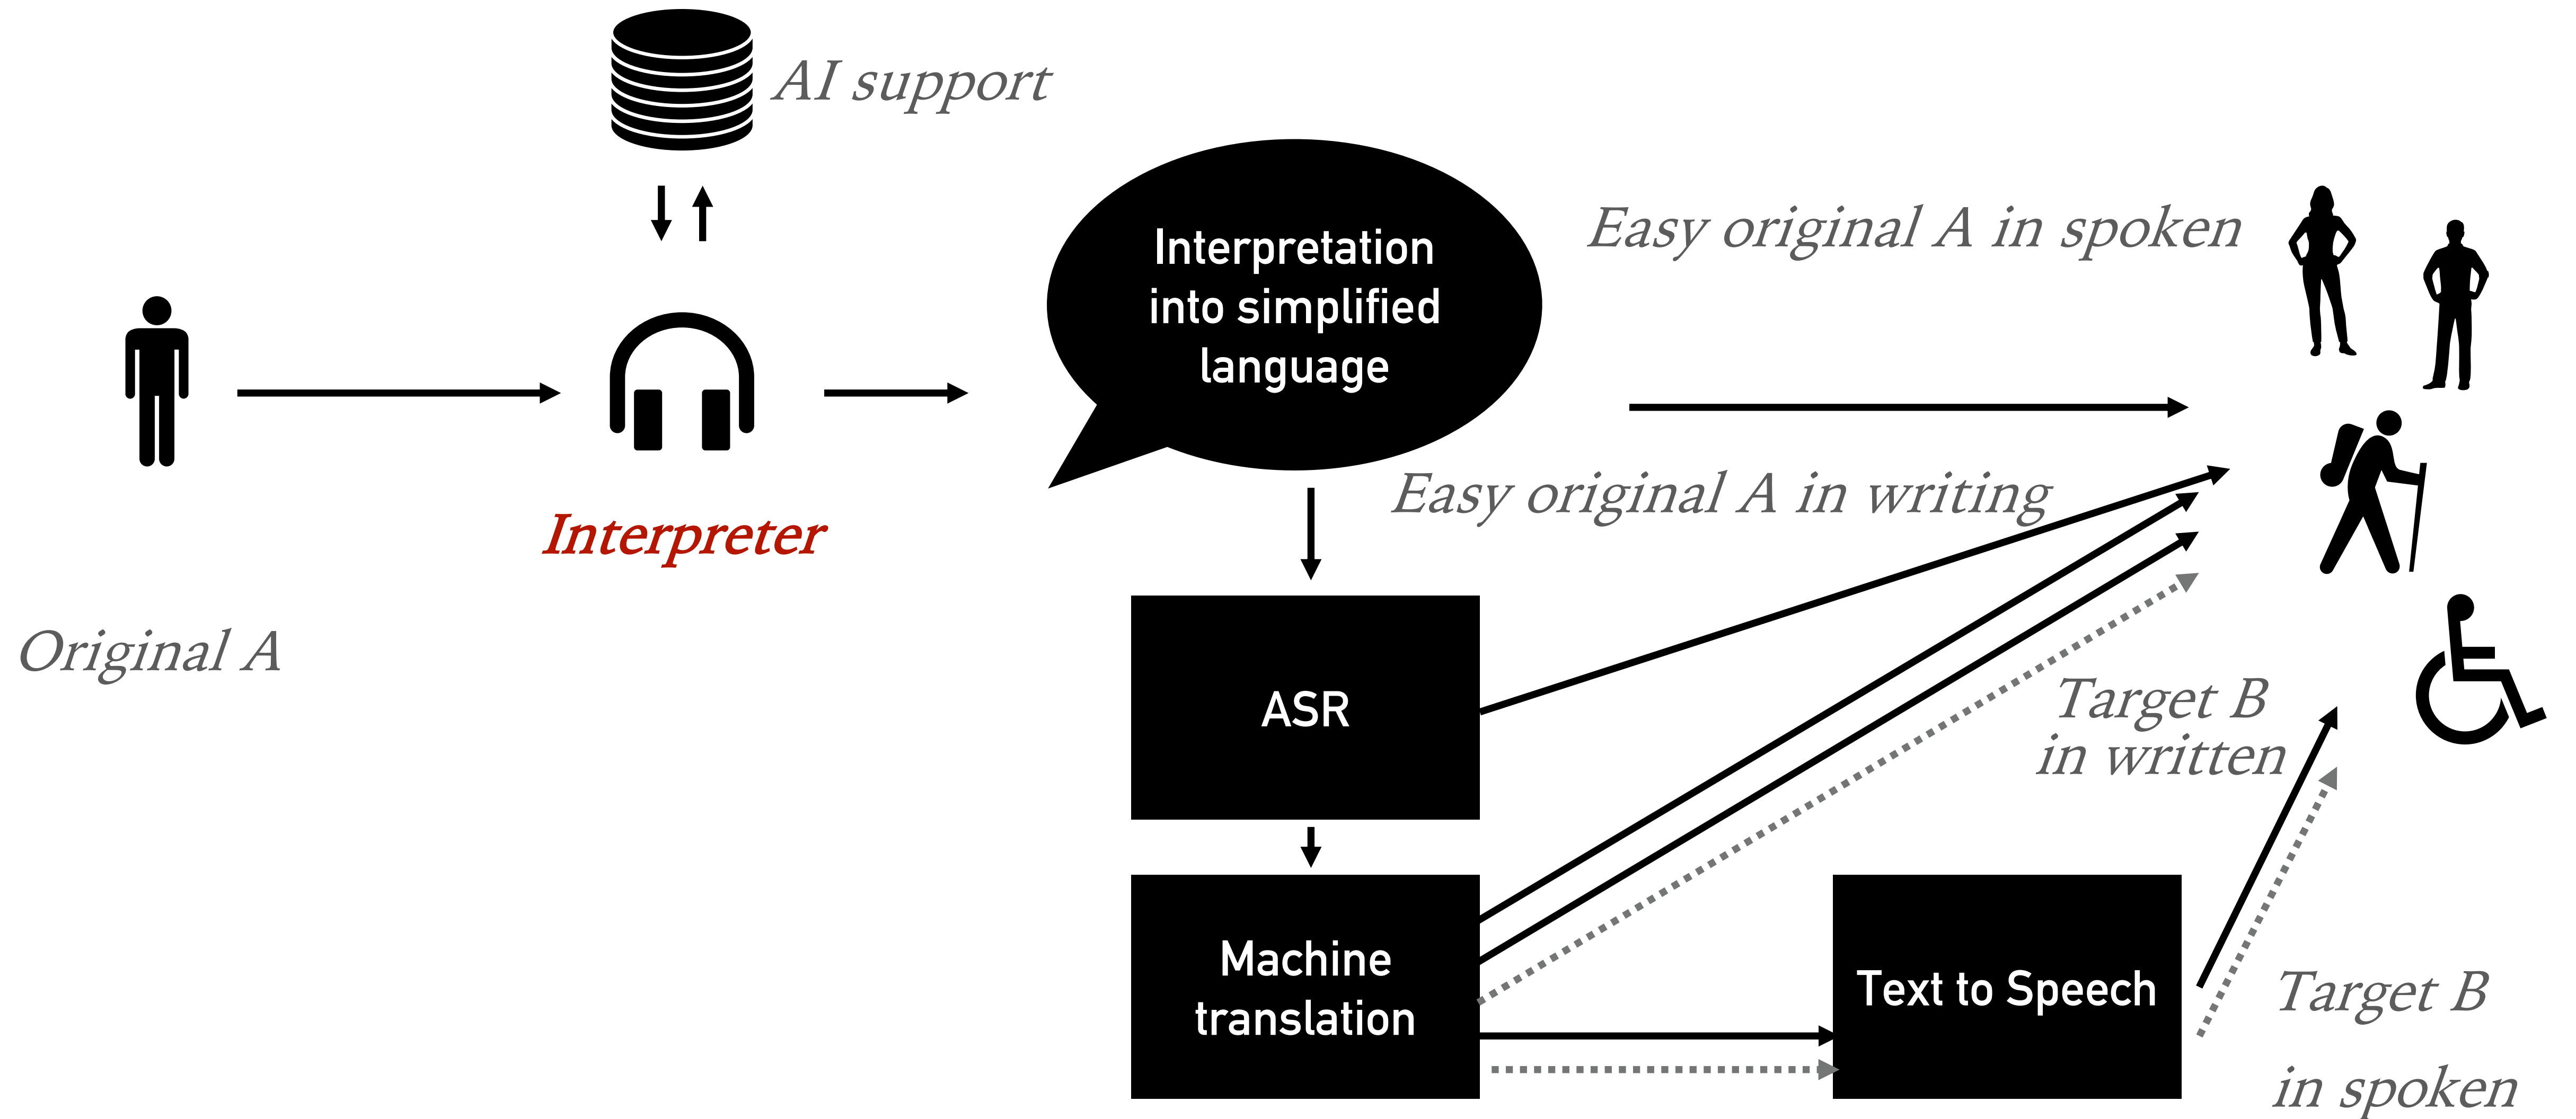 AI support
Interpretation
into simplified
language
Easy original A in spoken
Easy original A in writing
Interpreter
Original A
ASR
Target B
in written
Machine
translation
Text to Speech
Target B
in spoken